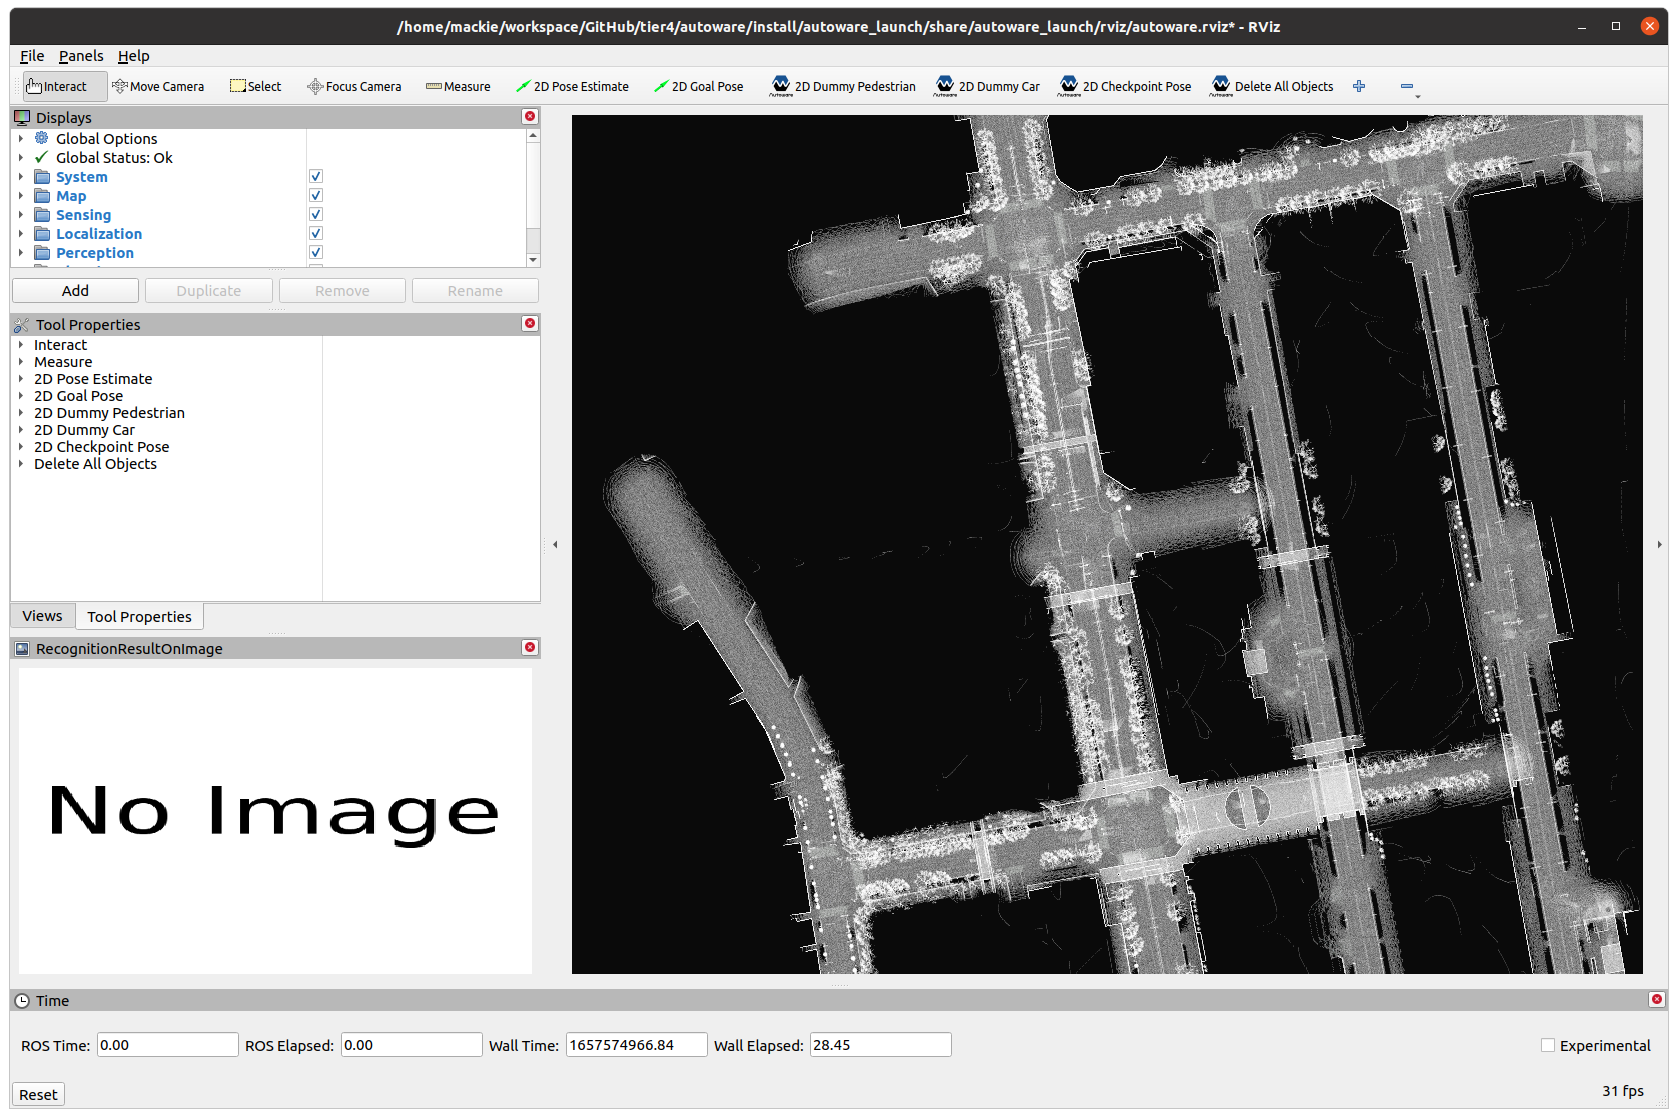 /home/mackie/workspace/GitHub/tier4/autoware/install/autoware_launch/share/autoware_launch/rviz/autoware.rviz* - RViz
File Panels Help
Interact Move Camera Select Focus Camera Measure 2D Pose Estimate 2D Goal Pose Autoware 2D Dummy Pedestrian Autoware 2D Dummy Car Autoware 2D Checkpoint Pose Autoware Delete All Objects
Displays
Global Options
Global Status: Ok
System
Map
Sensing
Localization
Perception
Add Duplicate Remove Rename
Tool Properties
Interact
Measure
2D Pose Estimate
2D Goal Pose
2D Dummy Pedestrian
2D Dummy Car
2D Checkpoint Pose
Delete All Objects
Views Tool Properties
RecognitionResultOnImage
No Image
Time
ROS Time: 0.00 ROS Elapsed: 0.00 Wall Time: 1657574966.84 Wall Elapsed: 28.45 Experimental
Reset 31 fps